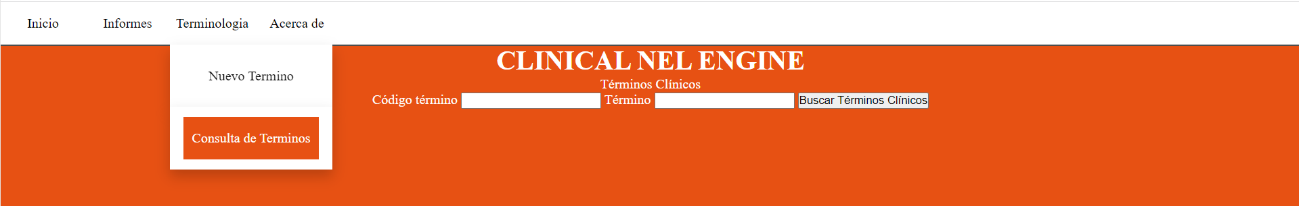 Inicio Informes Terminologia Acerca de
Nuevo Termino
Consulta de Terminos
CLINICAL NEL ENGINE
Términos Clínicos
Código término Término Buscar Términos Clínicos